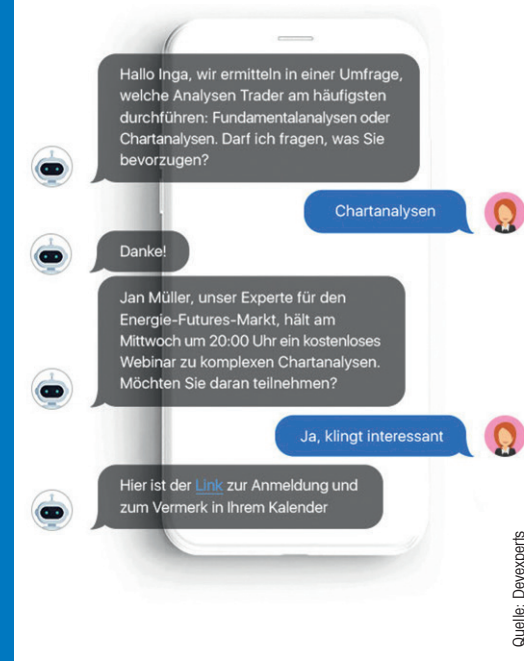 Hallo Inga, wir ermitteln in einer Umfrage,
welche Analysen Trader am häufigsten
durchführen: Fundamentalanalysen oder
Chartanalysen. Darf ich fragen, was Sie
bevorzugen?
Chartanalysen
Danke!
Jan Müller, unser Experte für den
Energie-Futures-Markt, hält am
Mittwoch um 20:00 Uhr ein kostenloses
Webinar zu komplexen Chartanalysen.
Möchten Sie daran teilnehmen?
Ja, klingt interessant
Hier ist der Link zur Anmeldung und
zum Vermerk in Ihrem Kalender
Quelle: Devexperts